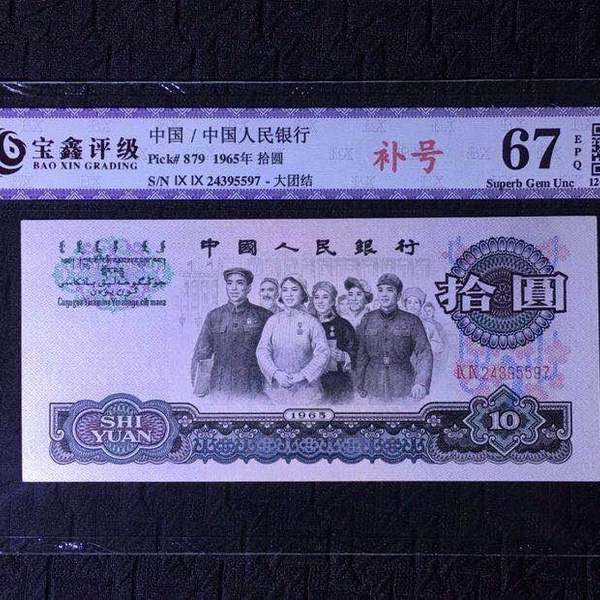 宝鑫评级
BAO XIN GRADING
中国 / 中国人民银行
Pick# 879 1965年 拾圆
S/N IX IX 24395597 - 大团结
补号
67
EPQ
Superb Gem Unc
12
中國人民銀行
拾圓
24395597
SHI
YUAN
1965
10